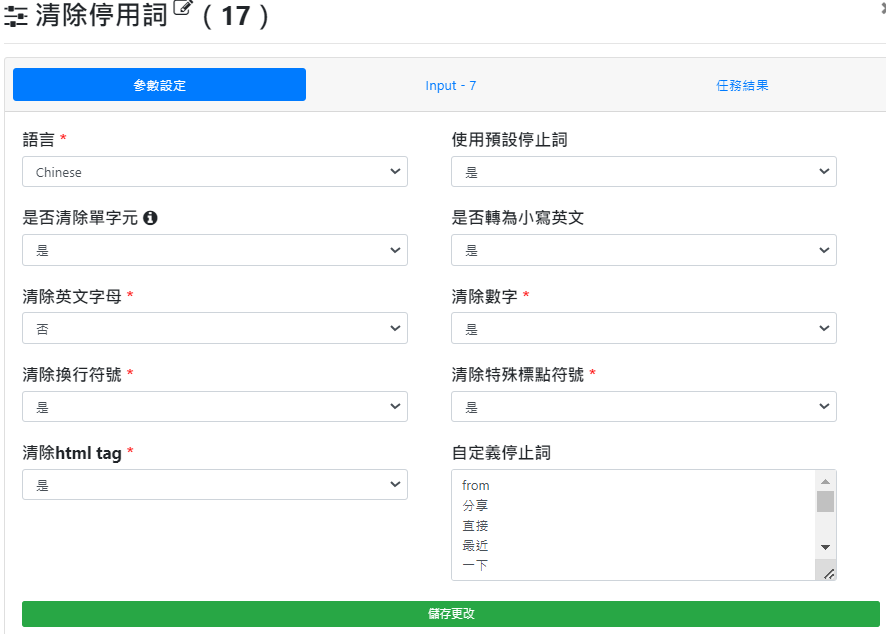 清除停用詞 ( 17 )
參數設定 Input - 7 任務結果
語言 * 使用預設停止詞
Chinese 是
是否清除單字元 是否轉為小寫英文
是 是
清除英文字母 * 清除數字 *
否 是
清除換行符號 * 清除特殊標點符號 *
是 是
清除html tag * 自定義停止詞
是 from
分享
直接
最近
一下
儲存更改